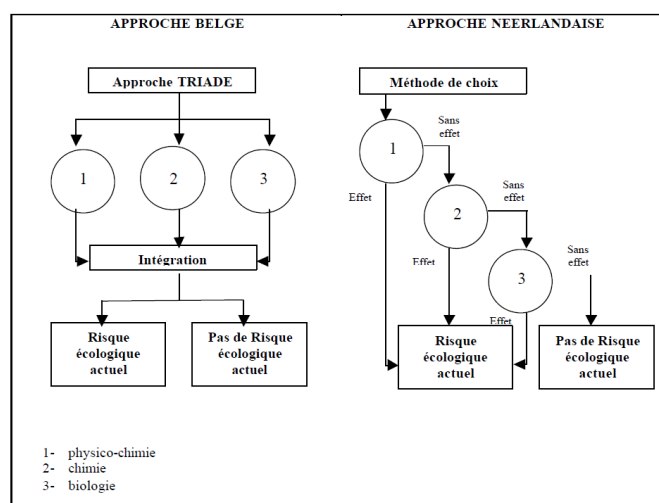 APPROCHE BELGE
Approche TRIADE
1
2
3
Intégration
Risque
écologique
actuel
Pas de Risque
écologique
actuel
APPROCHE NEERLANDAISE
Méthode de choix
Sans
effet
1
Effet
Sans
effet
2
Effet
Sans
effet
3
Effet
Risque
écologique
actuel
Pas de Risque
écologique
actuel
1- physico-chimie
2- chimie
3- biologie